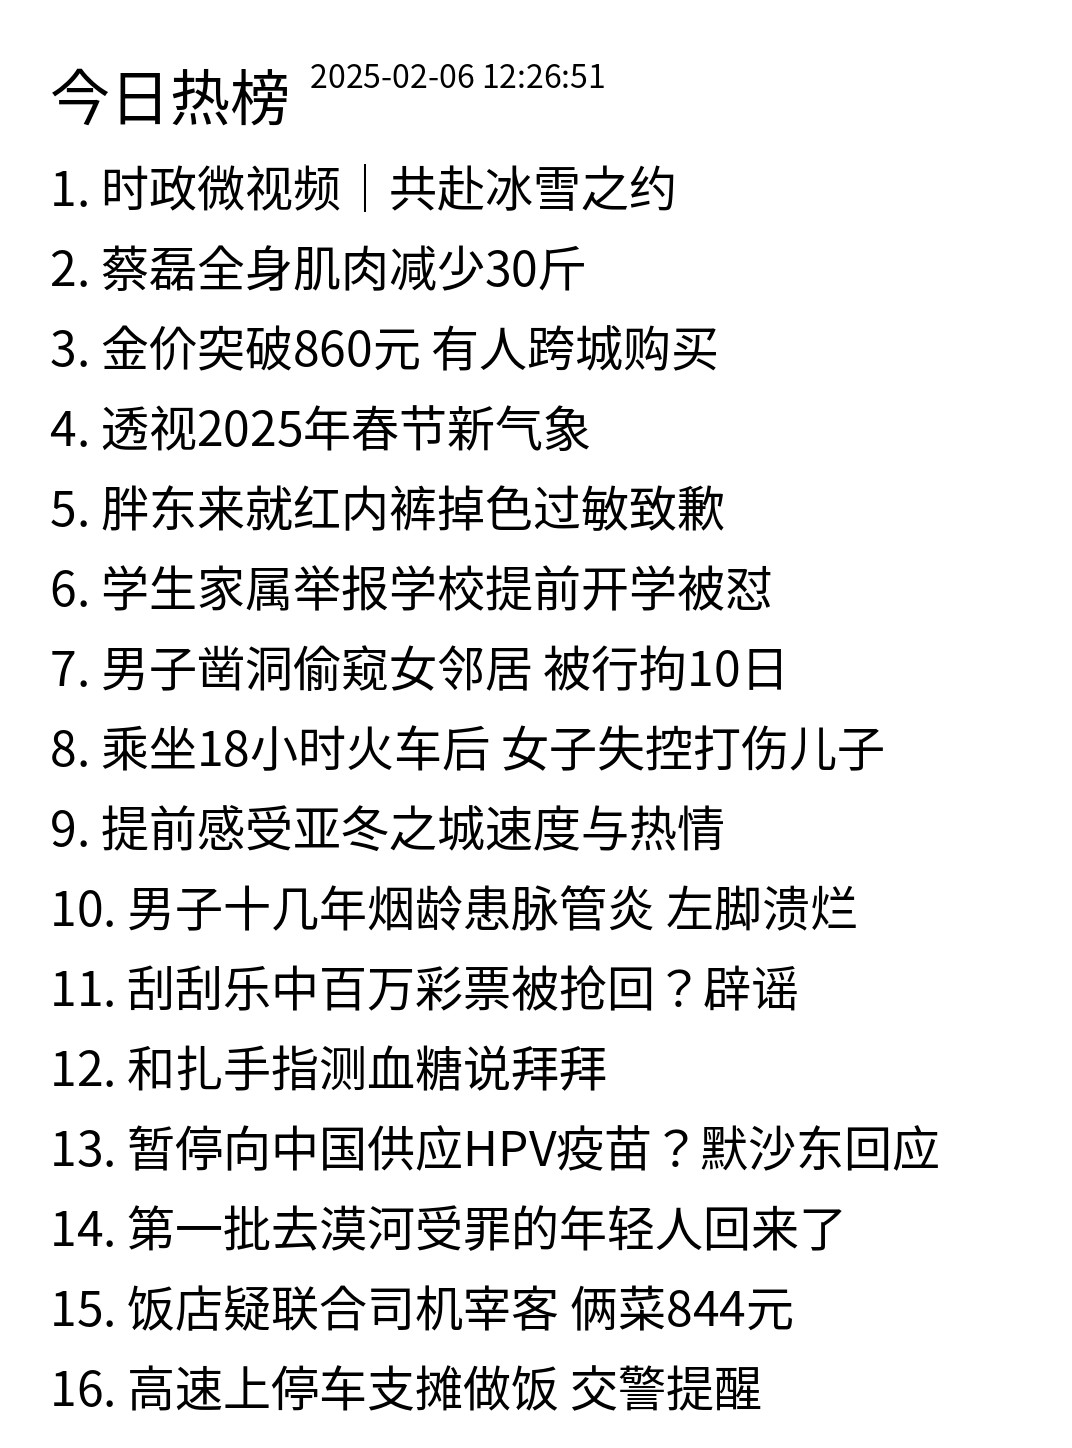 今日热榜 2025-02-06 12:26:51
1. 时政微视频｜共赴冰雪之约
2. 蔡磊全身肌肉减少30斤
3. 金价突破860元 有人跨城购买
4. 透视2025年春节新气象
5. 胖东来就红内裤掉色过敏致歉
6. 学生家属举报学校提前开学被怼
7. 男子凿洞偷窥女邻居 被行拘10日
8. 乘坐18小时火车后 女子失控打伤儿子
9. 提前感受亚冬之城速度与热情
10. 男子十几年烟龄患脉管炎 左脚溃烂
11. 刮刮乐中百万彩票被抢回？辟谣
12. 和扎手指测血糖说拜拜
13. 暂停向中国供应HPV疫苗？默沙东回应
14. 第一批去漠河受罪的年轻人回来了
15. 饭店疑联合司机宰客 俩菜844元
16. 高速上停车支摊做饭 交警提醒